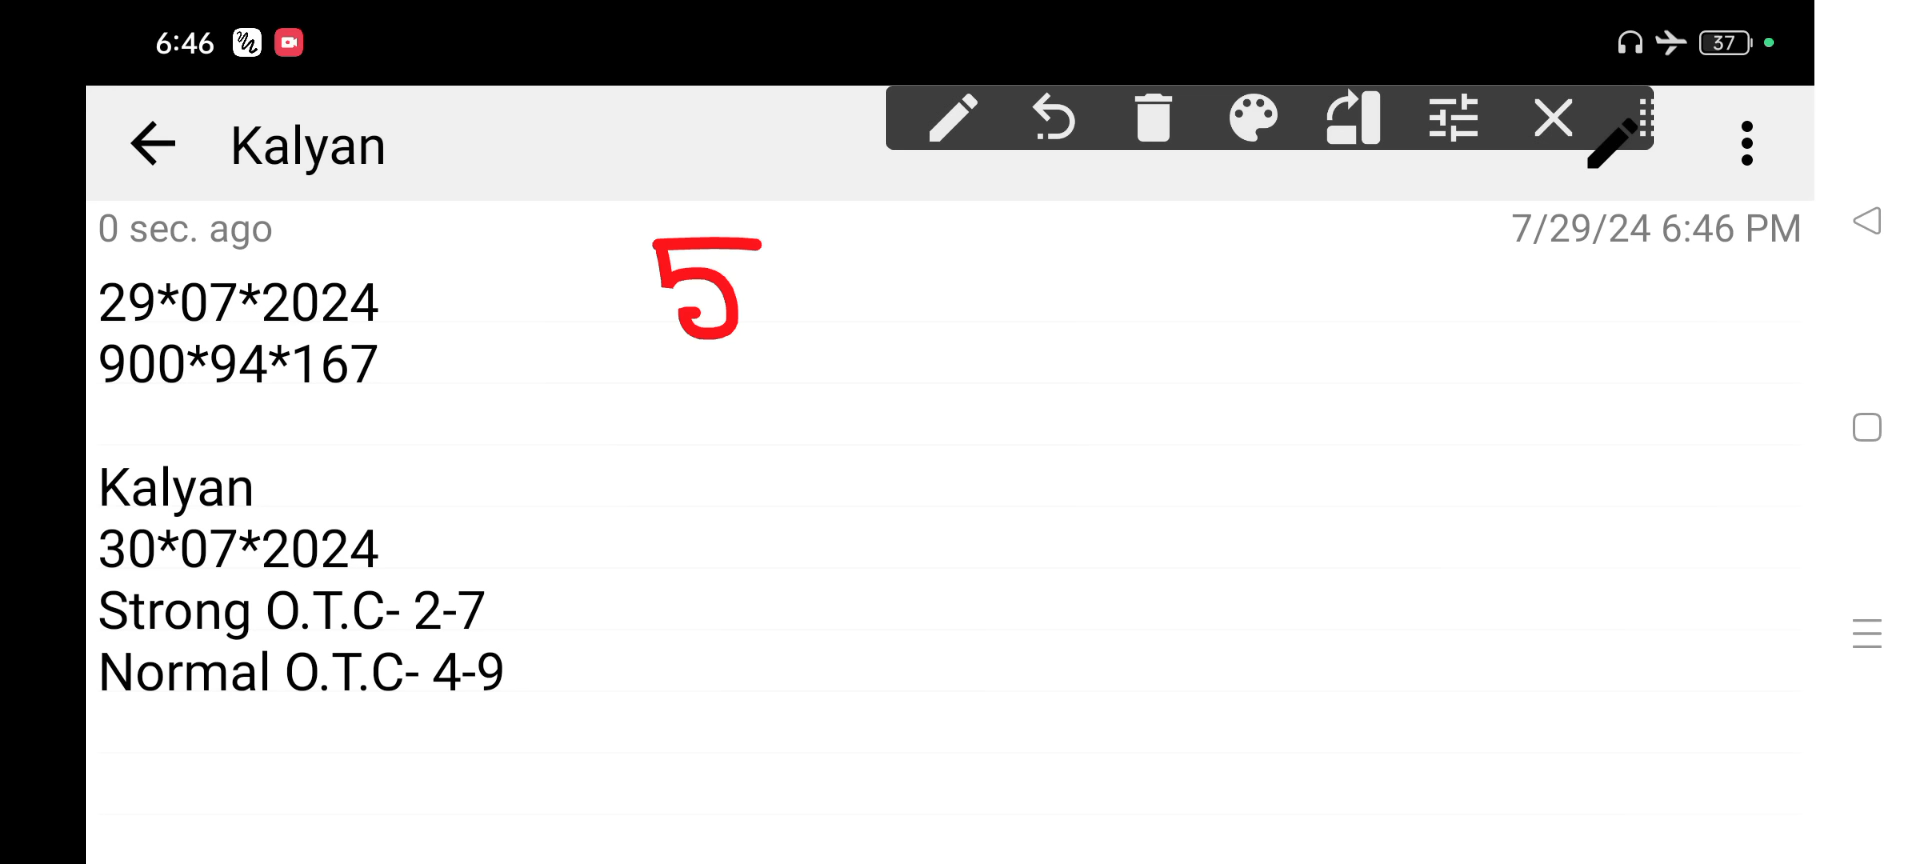 6:46
37
Kalyan
0 sec. ago
7/29/24 6:46 PM
5
29*07*2024
900*94*167
Kalyan
30*07*2024
Strong O.T.C- 2-7
Normal O.T.C- 4-9